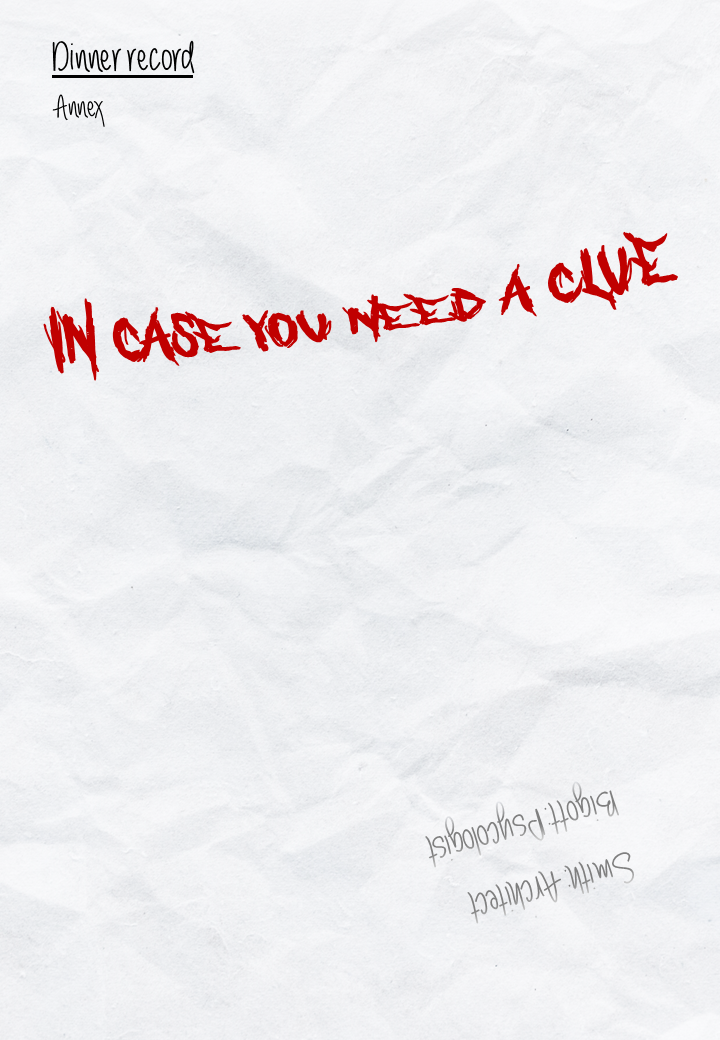 Dinner record
Annex
IN CASE YOU NEED A CLUE
Smith: Architect
Bigott: Psycologist